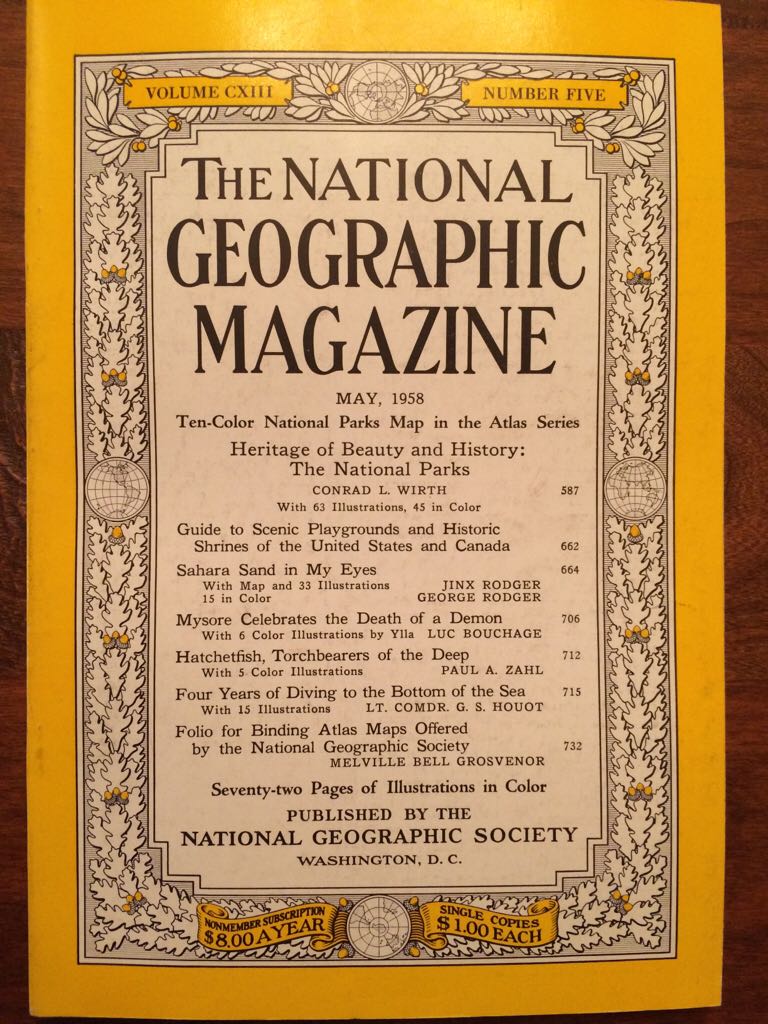 VOLUME CXIII
NUMBER FIVE
THE NATIONAL
GEOGRAPHIC
MAGAZINE
MAY, 1958
Ten-Color National Parks Map in the Atlas Series
Heritage of Beauty and History:
The National Parks
CONRAD L. WIRTH 587
With 63 Illustrations, 45 in Color
Guide to Scenic Playgrounds and Historic
Shrines of the United States and Canada 662
Sahara Sand in My Eyes 664
With Map and 33 Illustrations JINX RODGER
15 in Color GEORGE RODGER
Mysore Celebrates the Death of a Demon 706
With 6 Color Illustrations by Ylla LUC BOUCHAGE
Hatchetfish, Torchbearers of the Deep 712
With 5 Color Illustrations PAUL A. ZAHL
Four Years of Diving to the Bottom of the Sea 715
With 15 Illustrations LT. COMDR. G. S. HOUOT
Folio for Binding Atlas Maps Offered
by the National Geographic Society 732
MELVILLE BELL GROSVENOR
Seventy-two Pages of Illustrations in Color
PUBLISHED BY THE
NATIONAL GEOGRAPHIC SOCIETY
WASHINGTON, D. C.
NONMEMBER SUBSCRIPTION
$8.00 A YEAR
SINGLE COPIES
$1.00 EACH